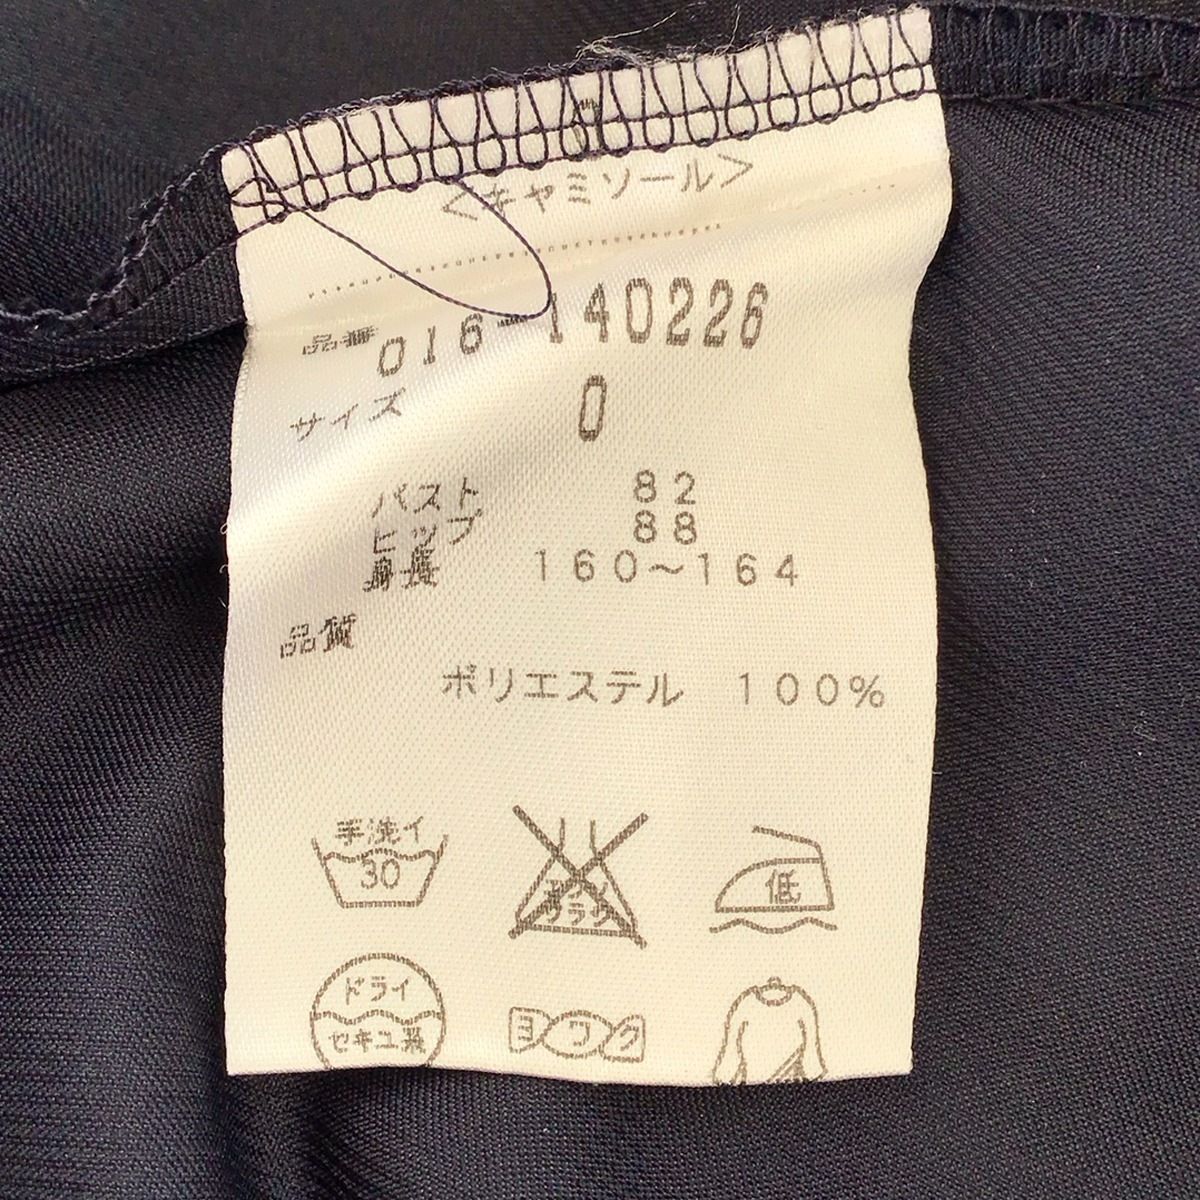 <キャミソール>
品番 016-140226
サイズ 0
バスト 82
ヒップ 88
身長 160~164
品質
ポリエステル 100%
手洗イ
30
低
ドライ
セキユ系
ヨワク